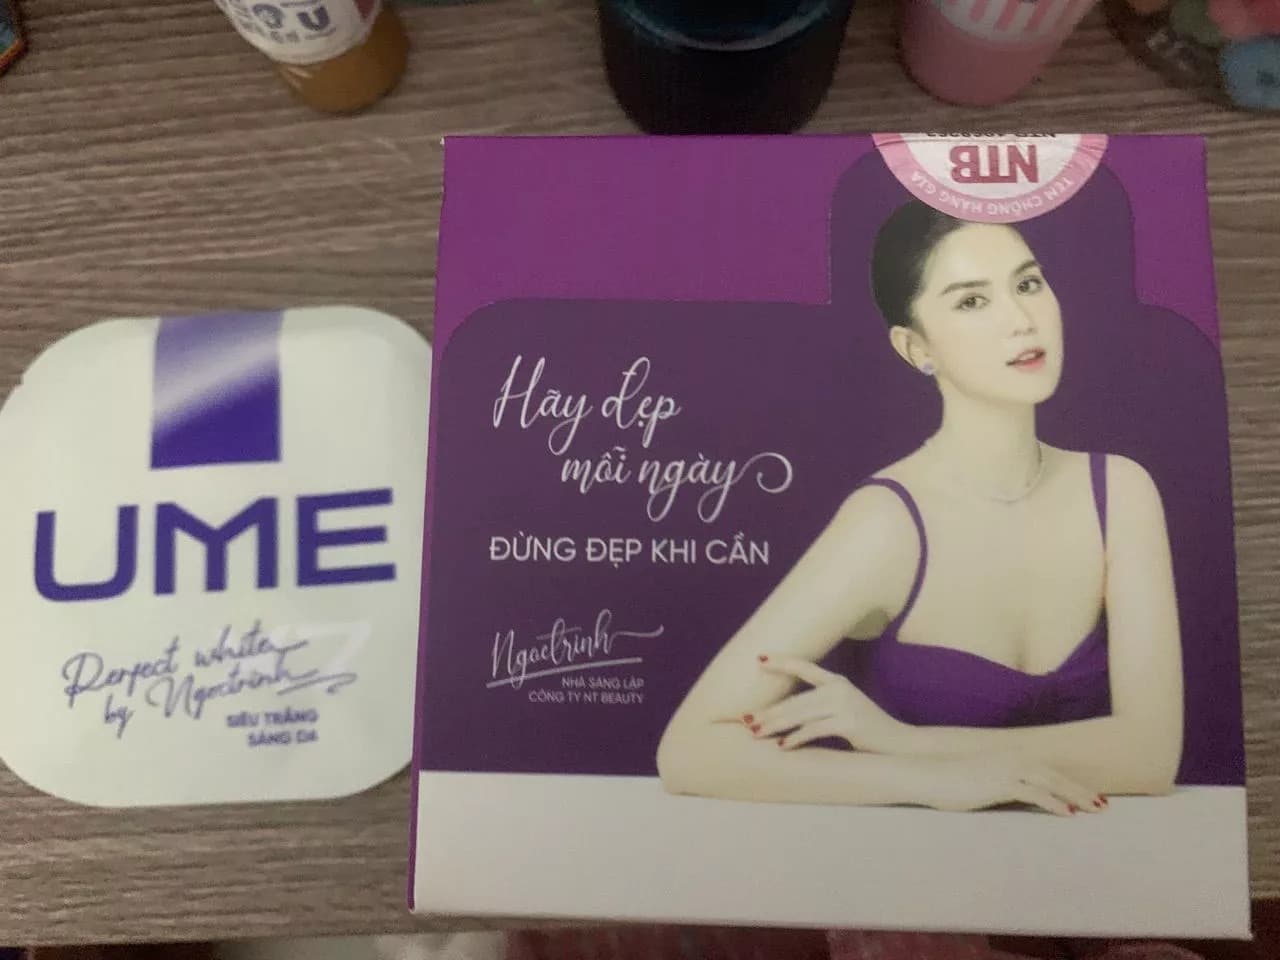 NTB
TEM CHỐNG HÀNG GIẢ
Hãy đẹp
mỗi ngày
ĐỪNG ĐẸP KHI CẦN
Ngoctrinh
NHÀ SÁNG LẬP
CÔNG TY NT BEAUTY
UME
Perfect white
by Ngoctrinh
SIÊU TRẮNG
SÁNG DA